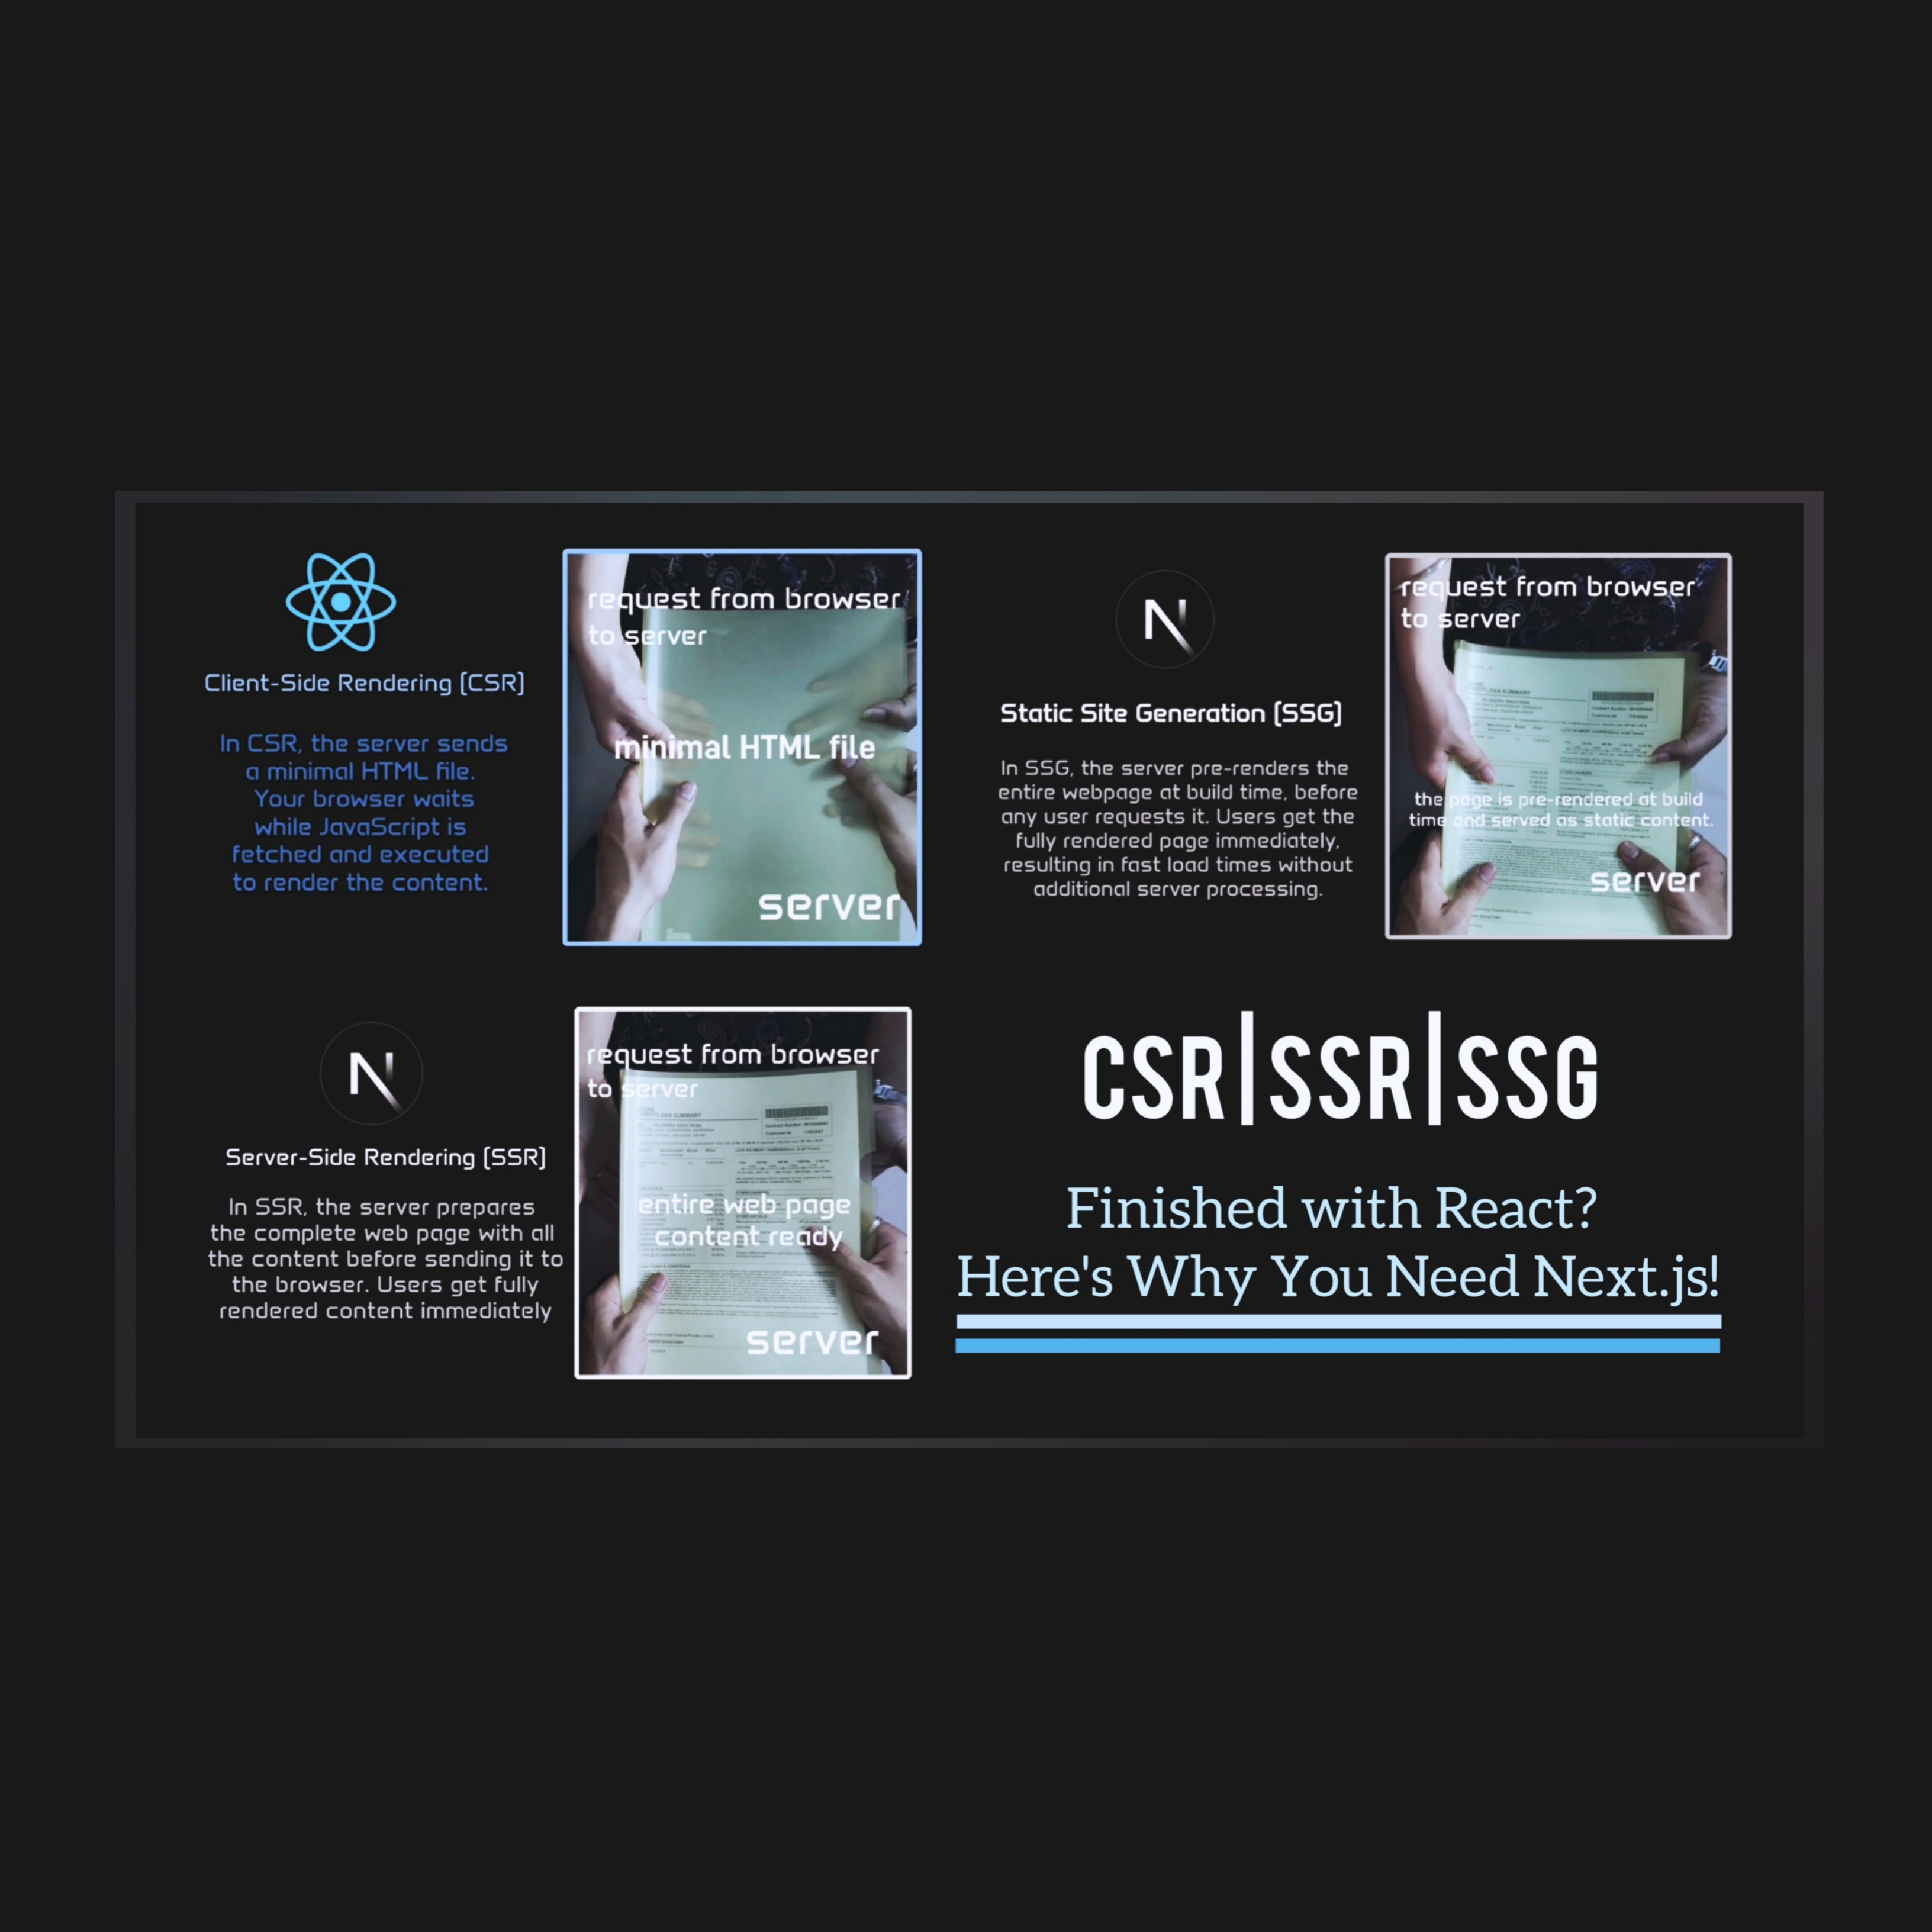 Client-Side Rendering (CSR)
In CSR, the server sends
a minimal HTML file.
Your browser waits
while JavaScript is
fetched and executed
to render the content.
request from browser
to server
minimal HTML file
server
N
Static Site Generation (SSG)
In SSG, the server pre-renders the
entire webpage at build time, before
any user requests it. Users get the
fully rendered page immediately,
resulting in fast load times without
additional server processing.
request from browser
to server
the page is pre-rendered at build
time and served as static content.
server
N
Server-Side Rendering (SSR)
In SSR, the server prepares
the complete web page with all
the content before sending it to
the browser. Users get fully
rendered content immediately
request from browser
to server
entire web page
content ready
server
CSR|SSR|SSG
Finished with React?
Here's Why You Need Next.js!